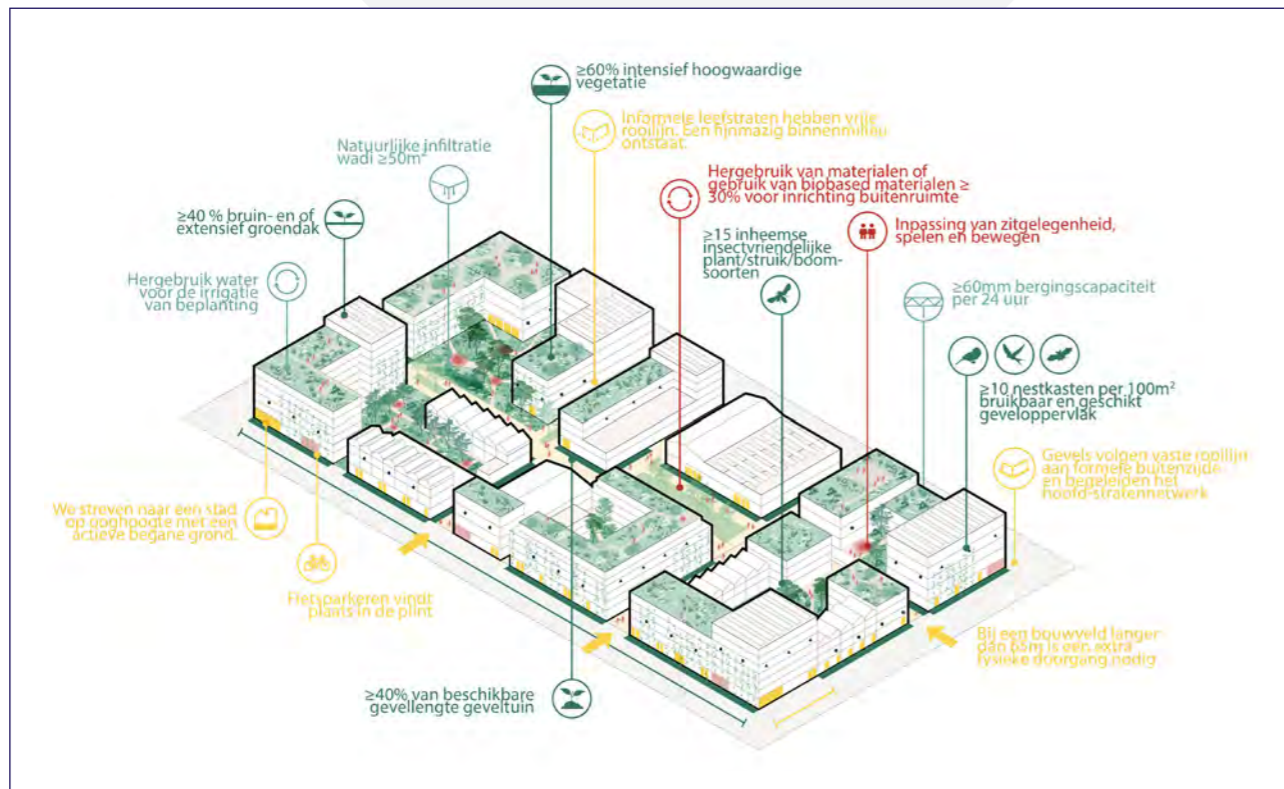 ≥60% intensief hoogwaardige
vegetatie
Informele leefstraten hebben vrije
rooilijn. Een fijnmazig binnenmilieu
ontstaat.
Natuurlijke infiltratie
wadi ≥50m²
Hergebruik van materialen of
gebruik van biobased materialen ≥
30% voor inrichting buitenruimte
≥40 % bruin- en of
extensief groendak
Inpassing van zitgelegenheid,
spelen en bewegen
≥15 inheemse
insectvriendelijke
plant/struik/boom-
soorten
Hergebruik water
voor de irrigatie
van beplanting
≥60mm bergingscapaciteit
per 24 uur
≥10 nestkasten per 100m²
bruikbaar en geschikt
geveloppervlak
Gevels volgen vaste rooilijn
aan formele buitenzijde
en begeleiden het
hoofd-stratennetwerk
We streven naar een stad
op ooghoogte met een
actieve begane grond.
Fietsparkeren vindt
plaats in de plint
Bij een bouwveld langer
dan 65m is een extra
fysieke doorgang nodig
≥40% van beschikbare
gevellengte geveltuin